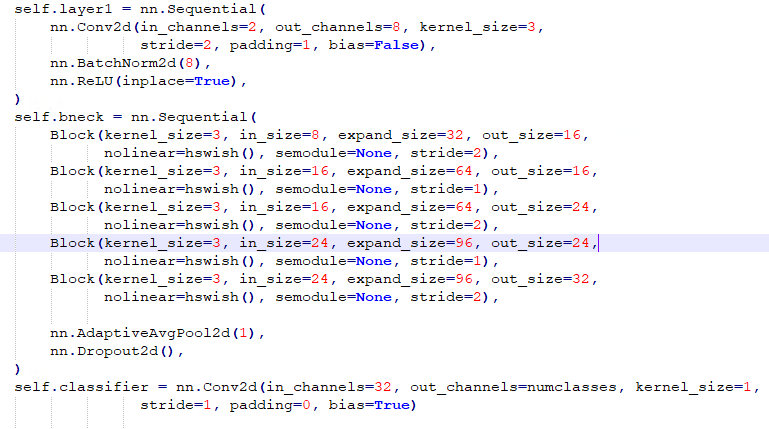 self.layer1 = nn.Sequential(
    nn.Conv2d(in_channels=2, out_channels=8, kernel_size=3,
              stride=2, padding=1, bias=False),
    nn.BatchNorm2d(8),
    nn.ReLU(inplace=True),
)
self.bneck = nn.Sequential(
    Block(kernel_size=3, in_size=8, expand_size=32, out_size=16,
          nolinear=hswish(), semodule=None, stride=2),
    Block(kernel_size=3, in_size=16, expand_size=64, out_size=16,
          nolinear=hswish(), semodule=None, stride=1),
    Block(kernel_size=3, in_size=16, expand_size=64, out_size=24,
          nolinear=hswish(), semodule=None, stride=2),
    Block(kernel_size=3, in_size=24, expand_size=96, out_size=24,
          nolinear=hswish(), semodule=None, stride=1),
    Block(kernel_size=3, in_size=24, expand_size=96, out_size=32,
          nolinear=hswish(), semodule=None, stride=2),

    nn.AdaptiveAvgPool2d(1),
    nn.Dropout2d(),
)
self.classifier = nn.Conv2d(in_channels=32, out_channels=numclasses, kernel_size=1,
              stride=1, padding=0, bias=True)